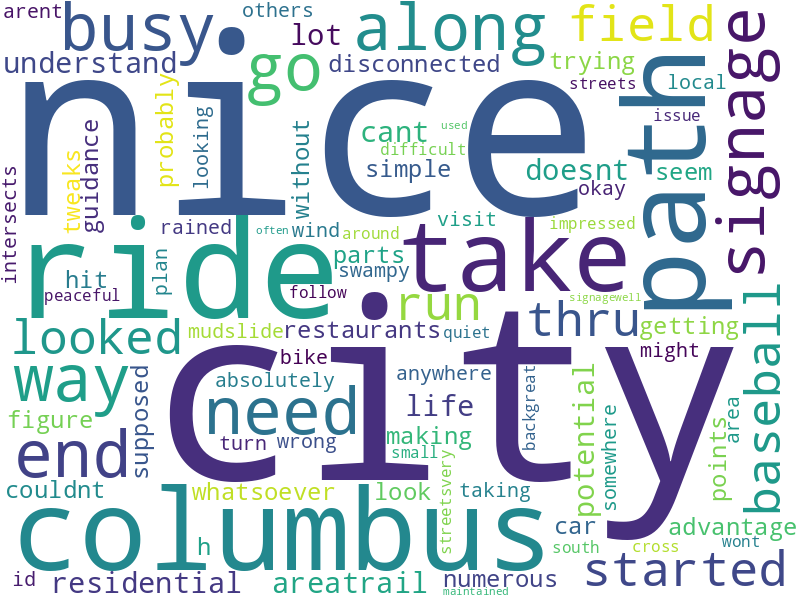 arent
others
busy
lot
along
field
signage
understand
go
disconnected
trying
streets
local
nice
probably
looking
used
cant
difficult
simple
path
issue
doesnt
seem
okay
tweaks
guidance
without
intersects
rained
often
wind
around
visit
impressed
ride
take
parts
swampy
hit
plan
peaceful
follow
run
signagewell
thru
getting
looked
mudslide
restaurants
quiet
baseball
way
bike
might
city
supposed
absolutely
anywhere
backgreat
potential
figure
need
life
somewhere
area
points
end
turn
wrong
making
small
streetsvery
couldnt
whatsoever
look
taking
columbus
car
advantage
h
south
cross
wont
id
residential
areatrail
numerous
maintained
started